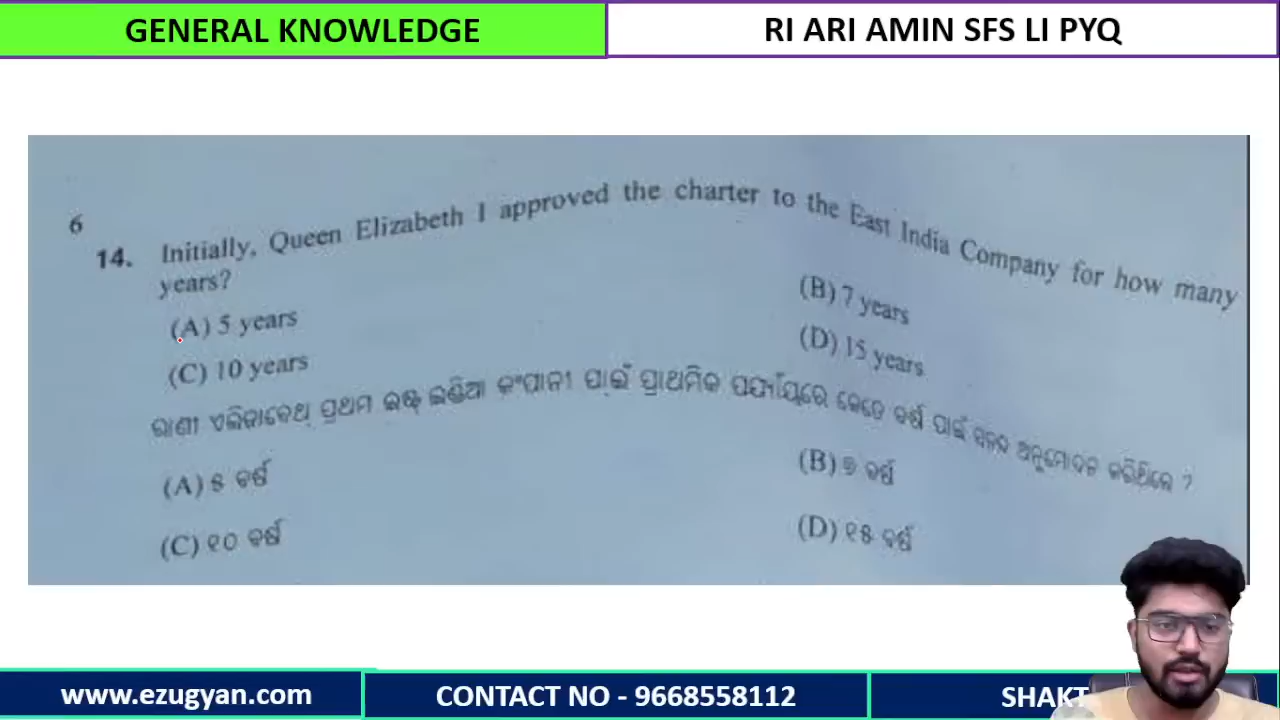 GENERAL KNOWLEDGE
RI ARI AMIN SFS LI PYQ
6
14. Initially, Queen Elizabeth I approved the charter to the East India Company for how many
years?
(A) 5 years
(B) 7 years
(C) 10 years
(D) 15 years
ରାଣୀ ଏଲିଜାବେଥ୍ ପ୍ରଥମ ଇଷ୍ଟ ଇଣ୍ଡିଆ କଂପାନୀ ପାଇଁ ପ୍ରାଥମିକ ପର୍ଯ୍ୟାୟରେ କେତେ ବର୍ଷ ପାଇଁ ସନନ୍ଦ ଅନୁମୋଦନ କରିଥିଲେ ?
(A) ୫ ବର୍ଷ
(B) ୭ ବର୍ଷ
(C) ୧୦ ବର୍ଷ
(D) ୧୫ ବର୍ଷ
www.ezugyan.com
CONTACT NO - 9668558112
SHAKT